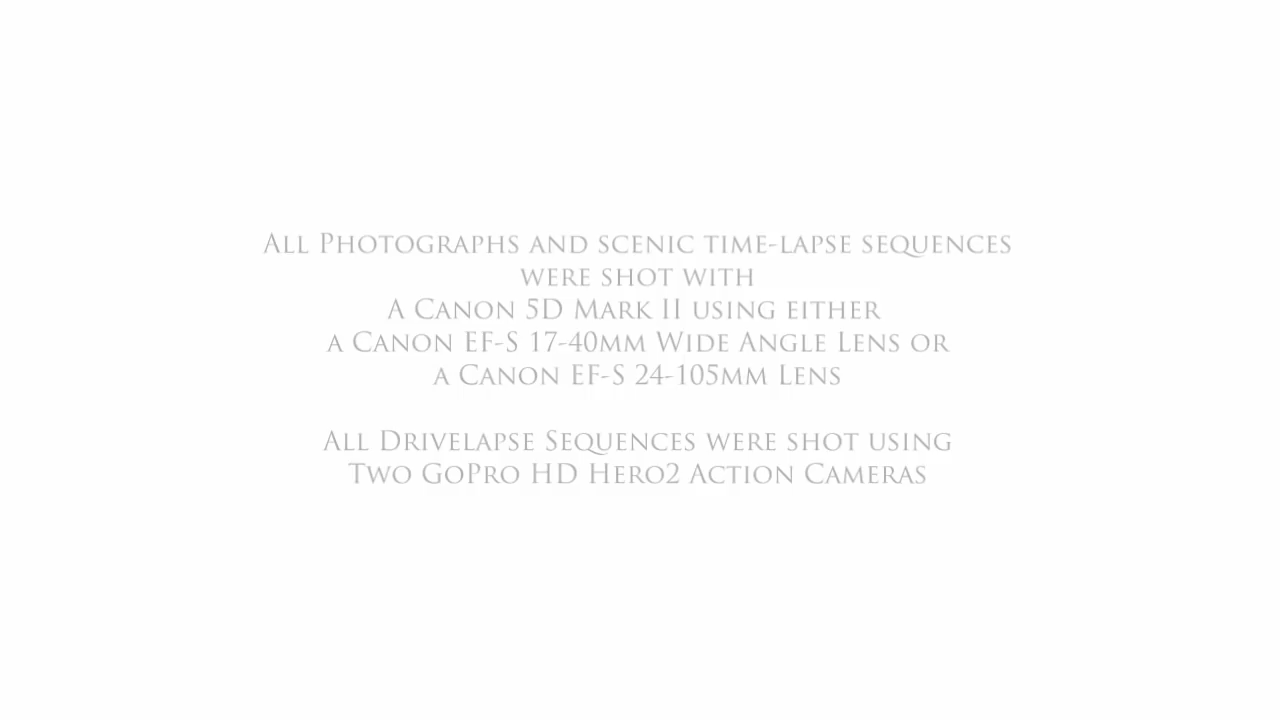 All Photographs and scenic time-lapse sequences
were shot with
A Canon 5D Mark II using either
a Canon EF-S 17-40mm Wide Angle Lens or
a Canon EF-S 24-105mm Lens
All Drivelapse Sequences were shot using
Two GoPro HD Hero2 Action Cameras